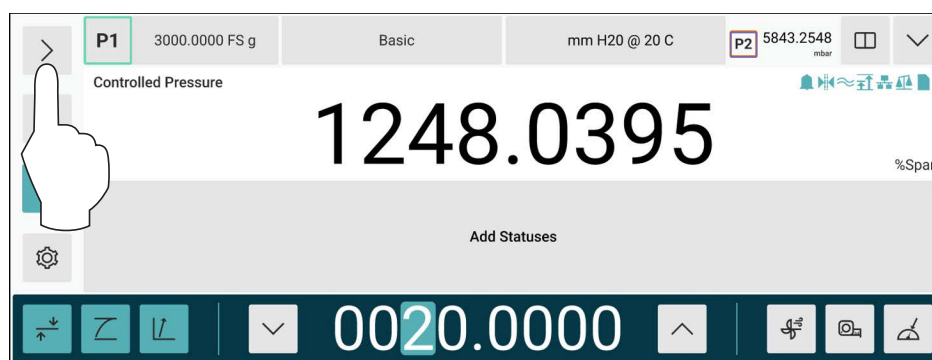 P1 3000.0000 FS g Basic mm H20 @ 20 C P2 5843.2548
mbar
Controlled Pressure
1248.0395
Add Statuses
0020.0000